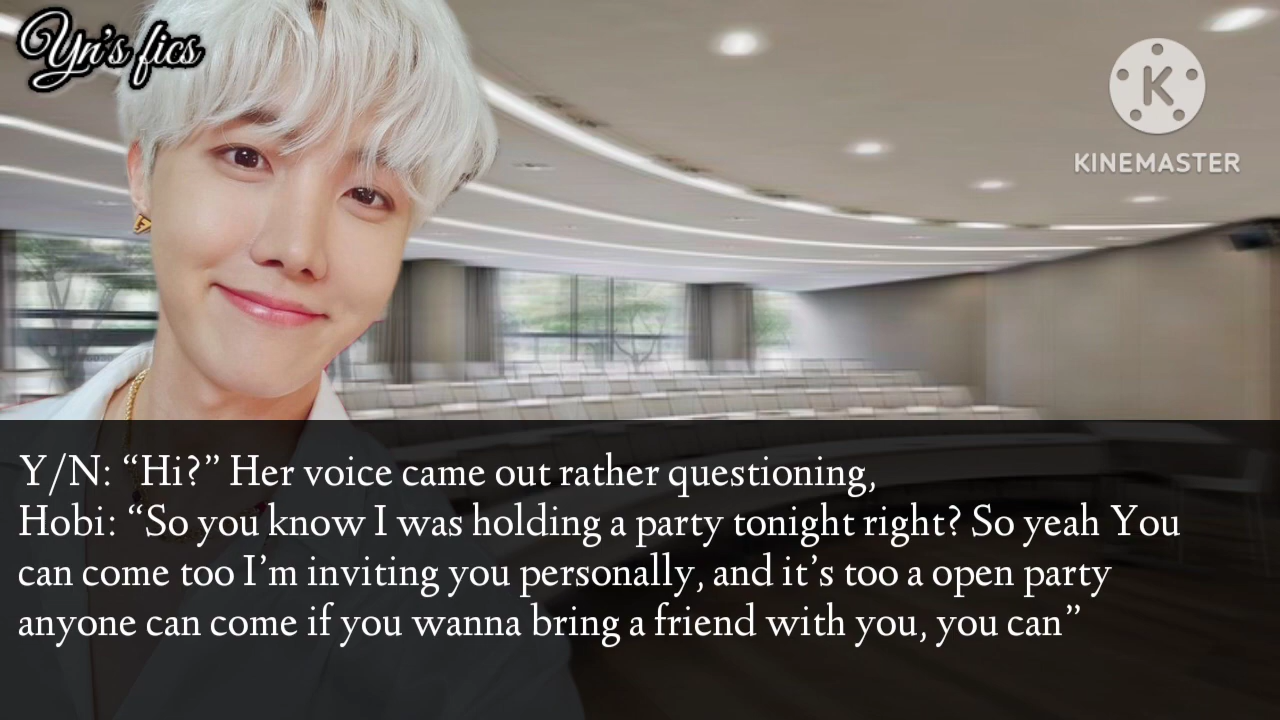 Yn's fics
KINEMASTER
Y/N: “Hi?” Her voice came out rather questioning,
Hobi: “So you know I was holding a party tonight right? So yeah You
can come too I’m inviting you personally, and it’s too a open party
anyone can come if you wanna bring a friend with you, you can”